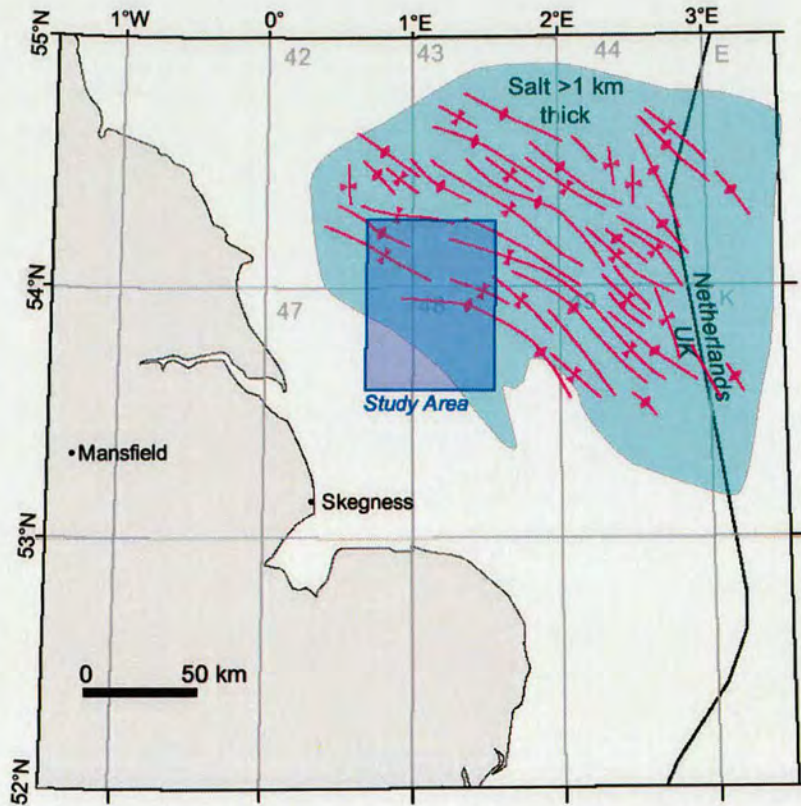 1°W
0°
1°E
2°E
3°E
55°N
42
43
44
E
Salt >1 km
thick
54°N
47
48
49
K
Netherlands
UK
Study Area
Mansfield
Skegness
53°N
0
50 km
52°N